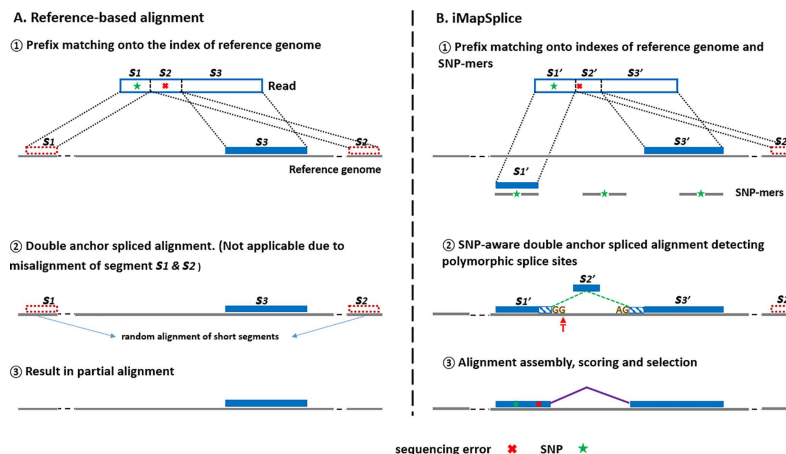 A. Reference-based alignment
① Prefix matching onto the index of reference genome
S1 S2 S3
Read
S1
S3
S2
Reference genome
② Double anchor spliced alignment. (Not applicable due to
misalignment of segment S1 & S2)
S1
S3
S2
random alignment of short segments
③ Result in partial alignment
S3
B. iMapSplice
① Prefix matching onto indexes of reference genome and
SNP-mers
S1' S2' S3'
S3'
S2
S1'
SNP-mers
② SNP-aware double anchor spliced alignment detecting
polymorphic splice sites
S2'
S1'
GG
AG
S3'
S2
T
③ Alignment assembly, scoring and selection
sequencing error
SNP